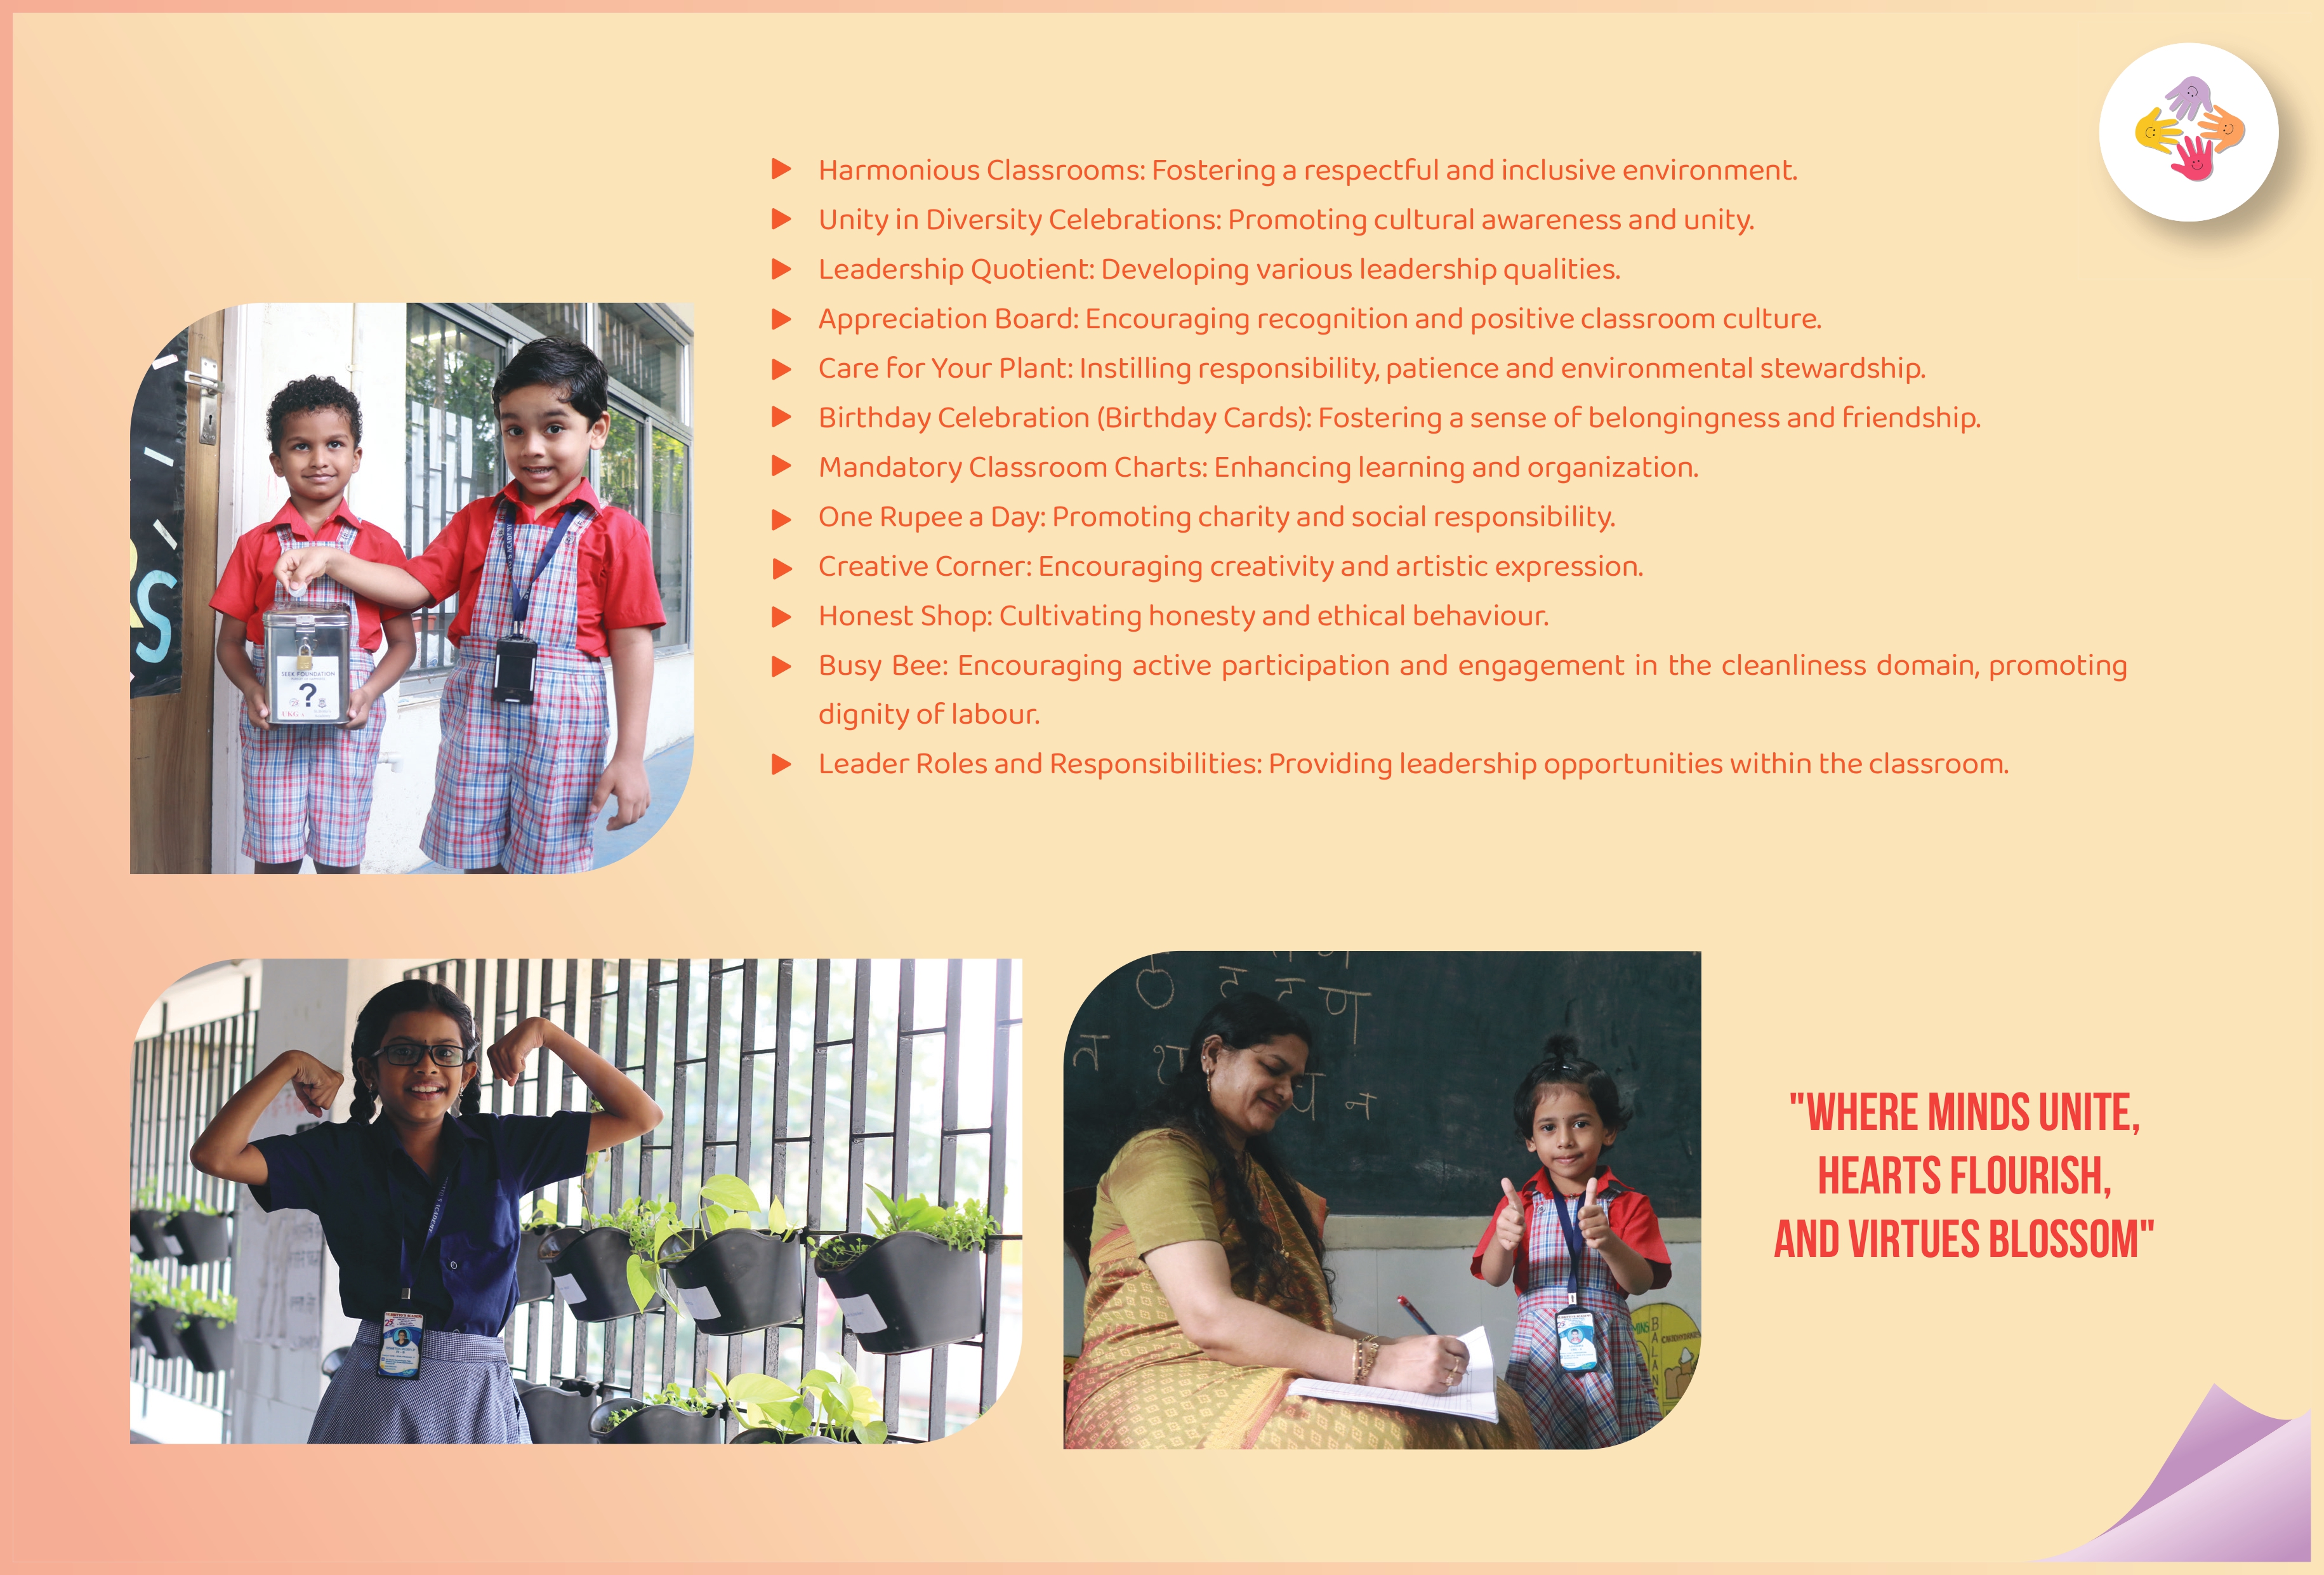 Harmonious Classrooms: Fostering a respectful and inclusive environment.
Unity in Diversity Celebrations: Promoting cultural awareness and unity.
Leadership Quotient: Developing various leadership qualities.
Appreciation Board: Encouraging recognition and positive classroom culture.
Care for Your Plant: Instilling responsibility, patience and environmental stewardship.
Birthday Celebration (Birthday Cards): Fostering a sense of belongingness and friendship.
Mandatory Classroom Charts: Enhancing learning and organization.
One Rupee a Day: Promoting charity and social responsibility.
Creative Corner: Encouraging creativity and artistic expression.
Honest Shop: Cultivating honesty and ethical behaviour.
Busy Bee: Encouraging active participation and engagement in the cleanliness domain, promoting
dignity of labour.
Leader Roles and Responsibilities: Providing leadership opportunities within the classroom.
S
SEEK FOUNDATION
?
UKG
ट ठ ण
त थ
न
"WHERE MINDS UNITE,
HEARTS FLOURISH,
AND VIRTUES BLOSSOM"